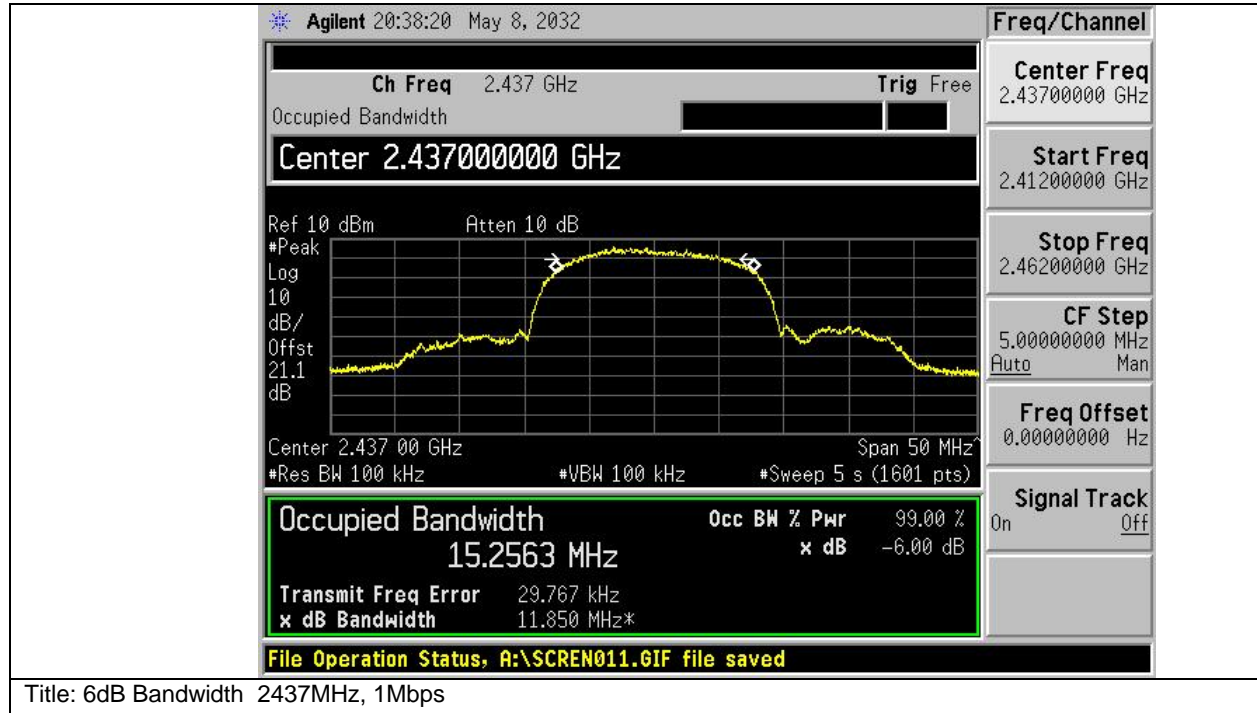 Agilent 20:38:20 May 8, 2032
Freq/Channel
Ch Freq 2.437 GHz Trig Free
Occupied Bandwidth
Center 2.437000000 GHz
Ref 10 dBm Atten 10 dB
#Peak
Log
10
dB/
Offst
21.1
dB
Center 2.437 00 GHz Span 50 MHz^
#Res BW 100 kHz #VBW 100 kHz #Sweep 5 s (1601 pts)
Occupied Bandwidth Occ BW % Pwr 99.00 %
15.2563 MHz x dB -6.00 dB
Transmit Freq Error 29.767 kHz
x dB Bandwidth 11.850 MHz*
File Operation Status, A:\SCREN011.GIF file saved
Center Freq
2.43700000 GHz
Start Freq
2.41200000 GHz
Stop Freq
2.46200000 GHz
CF Step
5.00000000 MHz
Auto Man
Freq Offset
0.00000000 Hz
Signal Track
On Off
Title: 6dB Bandwidth 2437MHz, 1Mbps